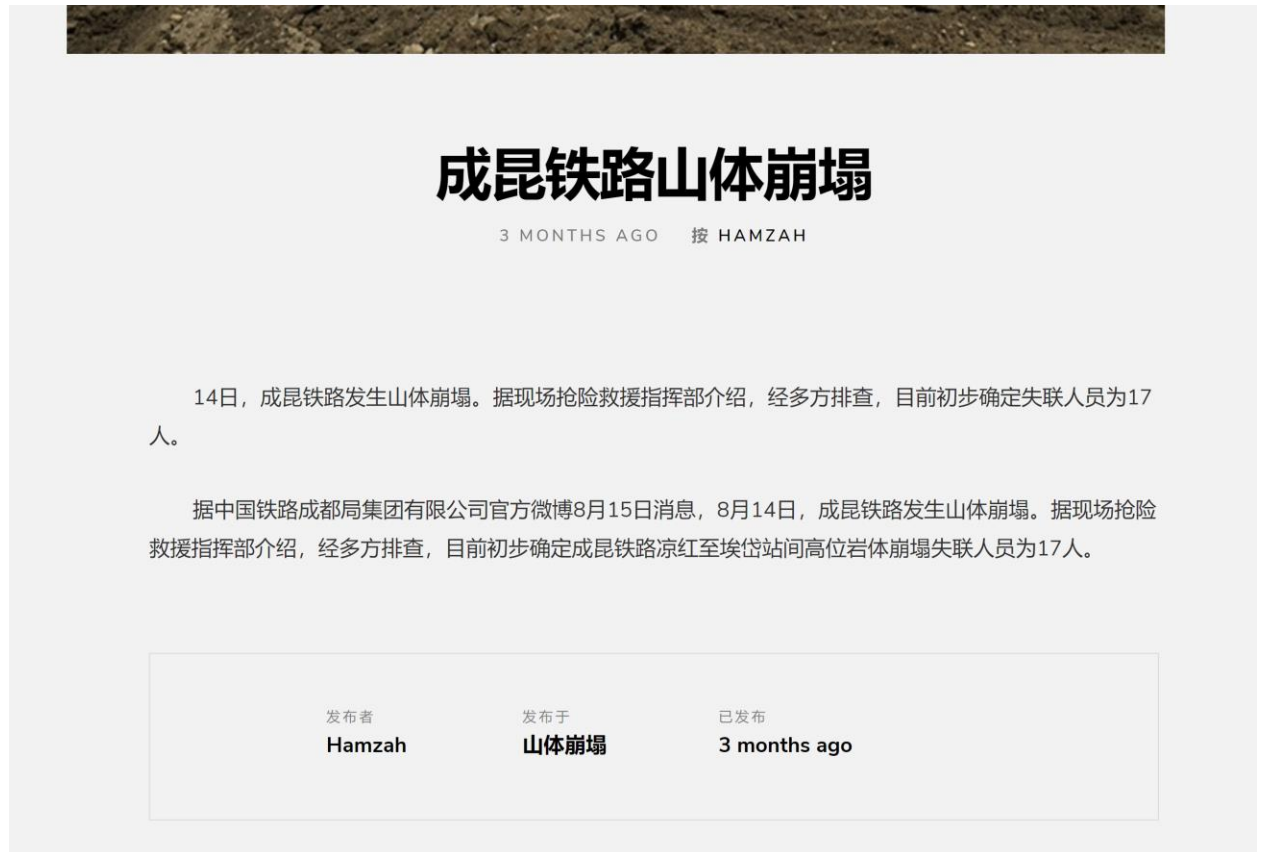 成昆铁路山体崩塌
3 MONTHS AGO 按 HAMZAH
14日，成昆铁路发生山体崩塌。据现场抢险救援指挥部介绍，经多方排查，目前初步确定失联人员为17
人。
据中国铁路成都局集团有限公司官方微博8月15日消息，8月14日，成昆铁路发生山体崩塌。据现场抢险
救援指挥部介绍，经多方排查，目前初步确定成昆铁路凉红至埃岱站间高位岩体崩塌失联人员为17人。
发布者 发布于 已发布
Hamzah 山体崩塌 3 months ago